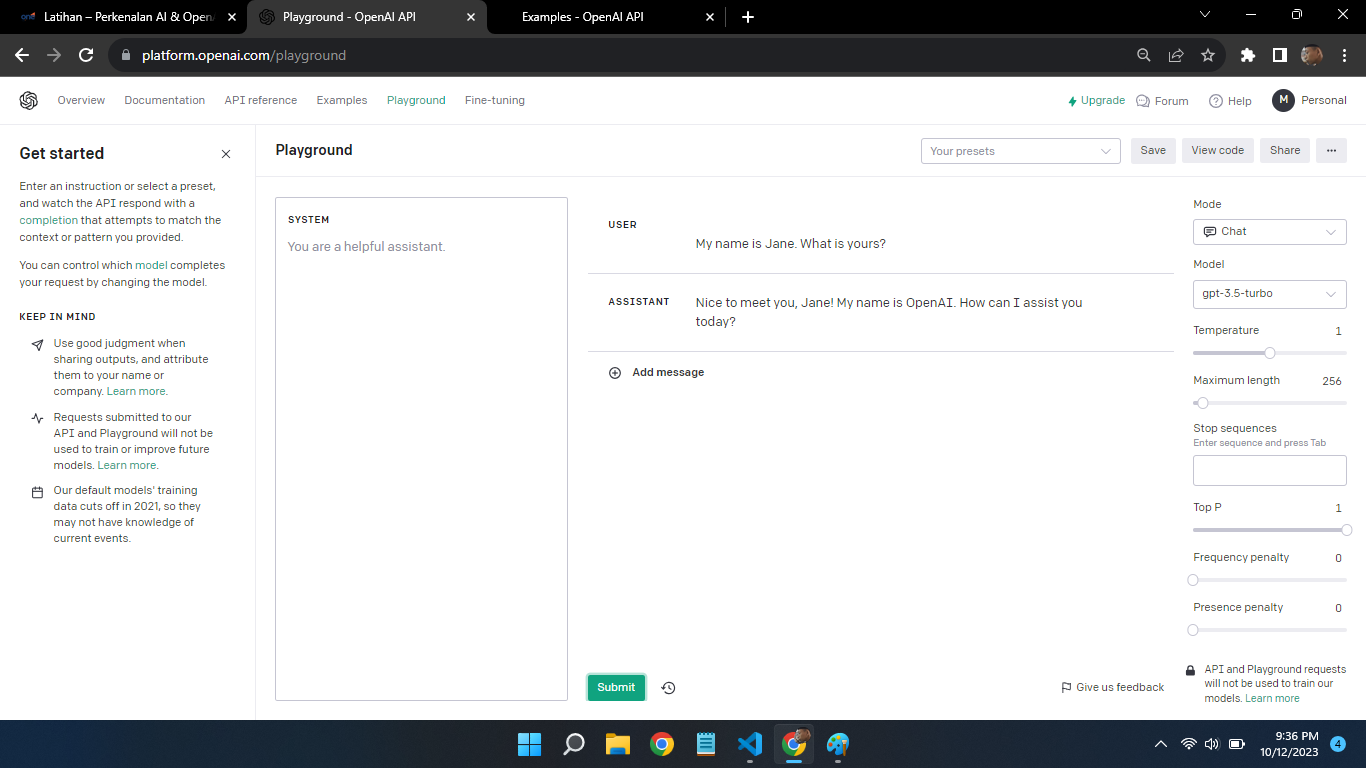 Latihan – Perkenalan AI & Open
Playground - OpenAI API
Examples - OpenAI API
platform.openai.com/playground
Overview
Documentation
API reference
Examples
Playground
Fine-tuning
Upgrade
Forum
Help
M
Personal
Get started
Enter an instruction or select a preset,
and watch the API respond with a
completion that attempts to match the
context or pattern you provided.
You can control which model completes
your request by changing the model.
KEEP IN MIND
Use good judgment when
sharing outputs, and attribute
them to your name or
company. Learn more.
Requests submitted to our
API and Playground will not be
used to train or improve future
models. Learn more.
Our default models' training
data cuts off in 2021, so they
may not have knowledge of
current events.
Playground
Your presets
Save
View code
Share
SYSTEM
You are a helpful assistant.
USER
My name is Jane. What is yours?
ASSISTANT
Nice to meet you, Jane! My name is OpenAI. How can I assist you
today?
Add message
Submit
Give us feedback
Mode
Chat
Model
gpt-3.5-turbo
Temperature 1
Maximum length 256
Stop sequences
Enter sequence and press Tab
Top P 1
Frequency penalty 0
Presence penalty 0
API and Playground requests
will not be used to train our
models. Learn more
9:36 PM
10/12/2023
4